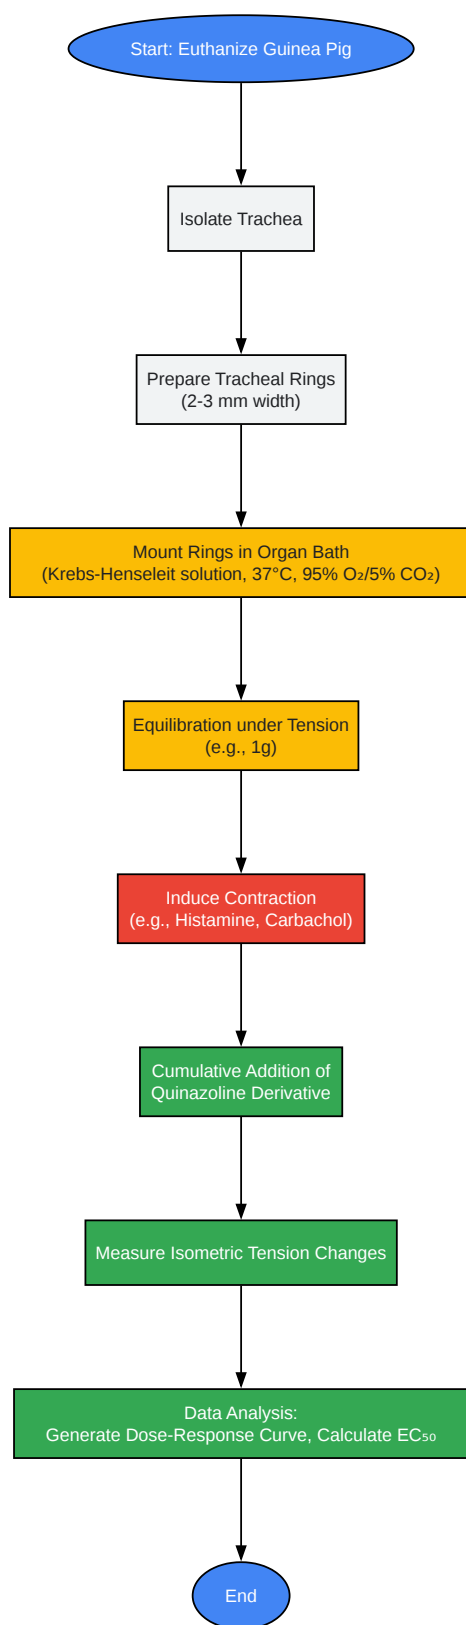 Start: Euthanize Guinea Pig
Isolate Trachea
Prepare Tracheal Rings
(2-3 mm width)
Mount Rings in Organ Bath
(Krebs-Henseleit solution, 37°C, 95% O₂/5% CO₂)
Equilibration under Tension
(e.g., 1g)
Induce Contraction
(e.g., Histamine, Carbachol)
Cumulative Addition of
Quinazoline Derivative
Measure Isometric Tension Changes
Data Analysis:
Generate Dose-Response Curve, Calculate EC₅₀
End